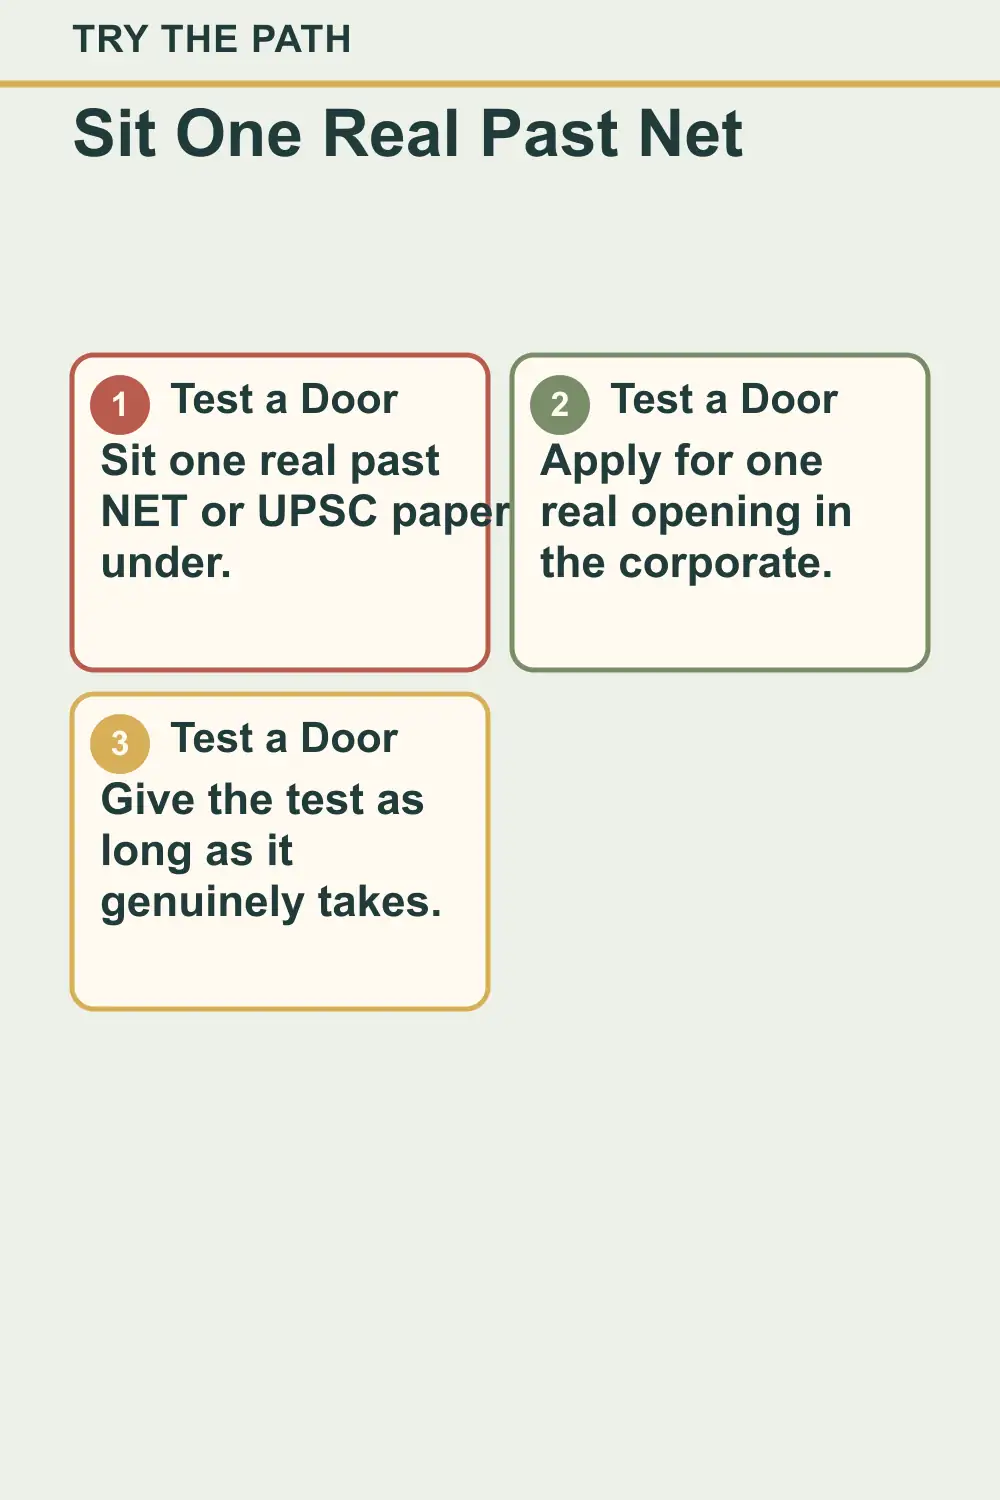 TRY THE PATH
Sit One Real Past Net
1 Test a Door
Sit one real past
NET or UPSC paper
under.
2 Test a Door
Apply for one
real opening in
the corporate.
3 Test a Door
Give the test as
long as it
genuinely takes.